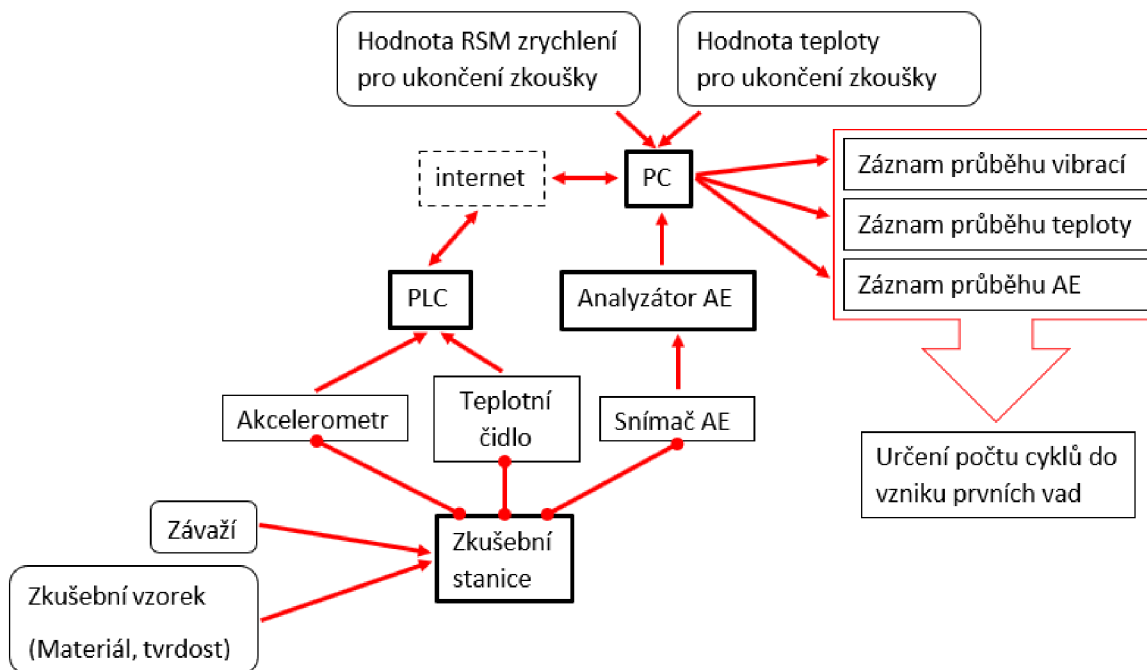 Hodnota RSM zrychlení
pro ukončení zkoušky
Hodnota teploty
pro ukončení zkoušky
internet
PC
Záznam průběhu vibrací
Záznam průběhu teploty
Záznam průběhu AE
PLC
Analyzátor AE
Akcelerometr
Teplotní
čidlo
Snímač AE
Určení počtu cyklů do
vzniku prvních vad
Závaží
Zkušební
stanice
Zkušební vzorek
(Materiál, tvrdost)